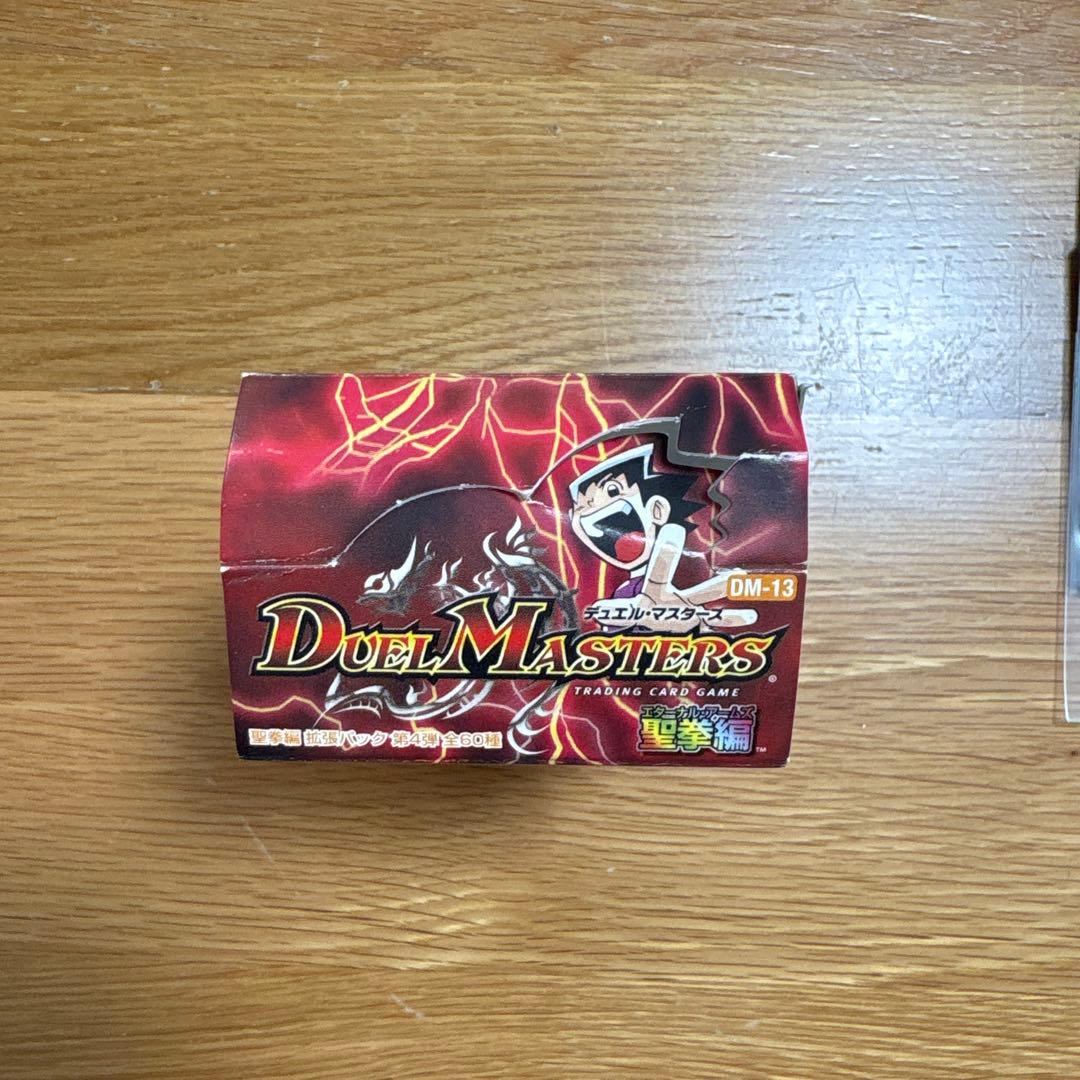 DM-13
デュエル・マスターズ
DUEL MASTERS®
TRADING CARD GAME
エターナル・アームズ
聖拳編™
聖拳編 拡張パック 第4弾 全60種